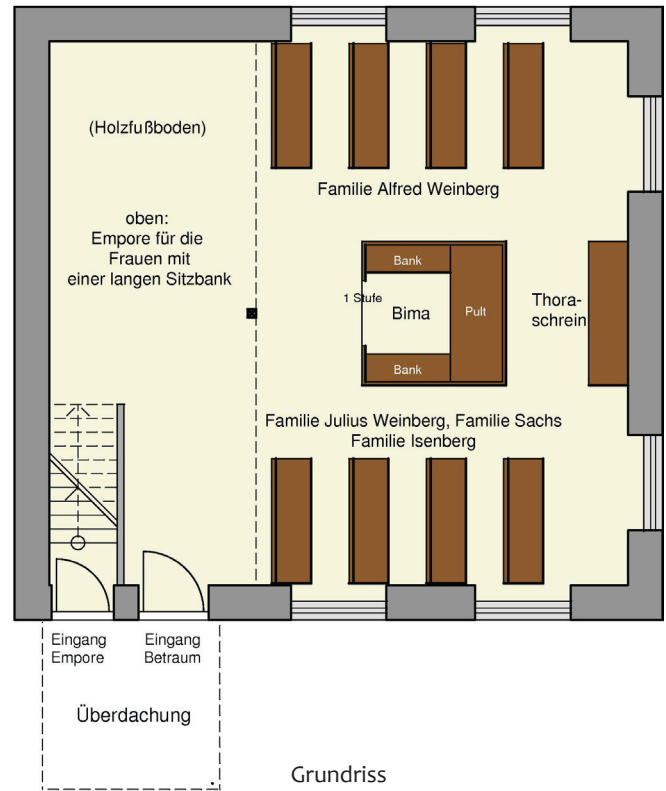 (Holzfußboden)
Familie Alfred Weinberg
oben:
Empore für die
Frauen mit
einer langen Sitzbank
Bank
1 Stufe
Bima
Pult
Bank
Thora-
schrein
Familie Julius Weinberg, Familie Sachs
Familie Isenberg
Eingang
Empore
Eingang
Betraum
Überdachung
Grundriss